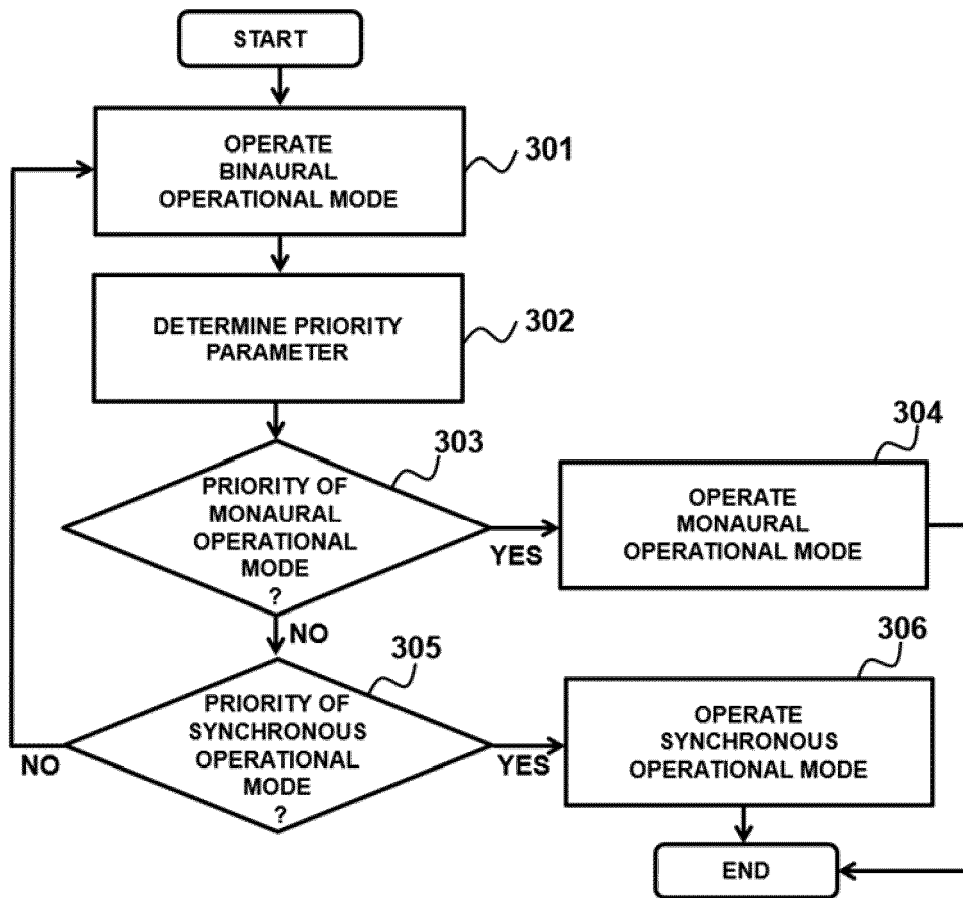 START
OPERATE
BINAURAL
OPERATIONAL MODE
301
DETERMINE PRIORITY
PARAMETER
302
303
PRIORITY OF
MONAURAL
OPERATIONAL
MODE
?
YES
304
OPERATE
MONAURAL
OPERATIONAL MODE
NO
305
PRIORITY OF
SYNCHRONOUS
OPERATIONAL
MODE
?
NO
YES
306
OPERATE
SYNCHRONOUS
OPERATIONAL MODE
END